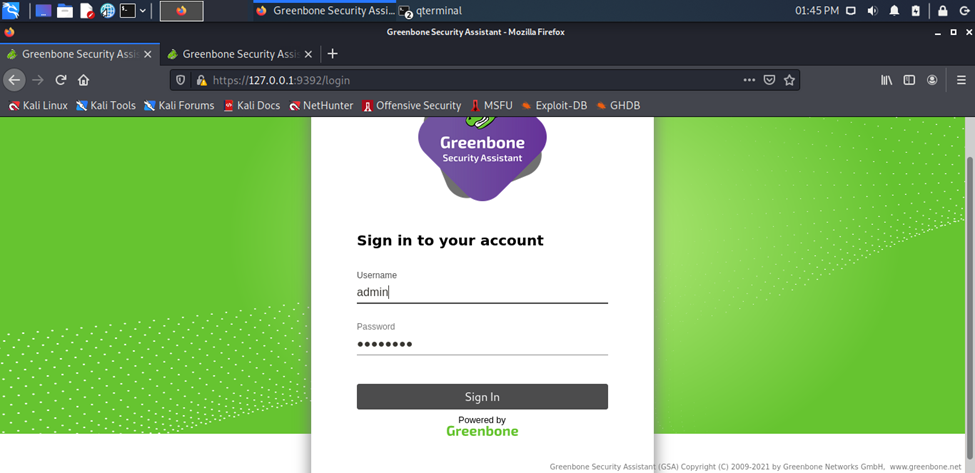 Greenbone Security Assi... qterminal 01:45 PM
2
Greenbone Security Assistant - Mozilla Firefox
Greenbone Security Assi Greenbone Security Assis
https://127.0.0.1:9392/login
Kali Linux Kali Tools Kali Forums Kali Docs NetHunter Offensive Security MSFU Exploit-DB GHDB
Greenbone
Security Assistant
Sign in to your account
Username
admin
Password
••••••••
Sign In
Powered by
Greenbone
Greenbone Security Assistant (GSA) Copyright (C) 2009-2021 by Greenbone Networks GmbH, www.greenbone.net